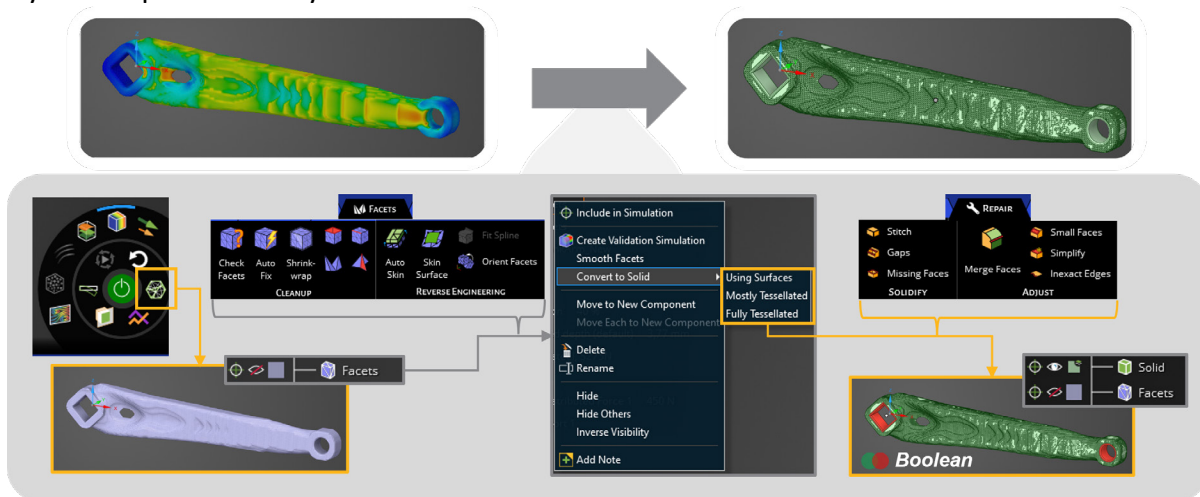 FACETS
Check Facets
Auto Fix
Shrink-wrap
CLEANUP
Auto Skin
Skin Surface
Fit Spline
Orient Facets
REVERSE ENGINEERING
Facets
Include in Simulation
Create Validation Simulation
Smooth Facets
Convert to Solid
Using Surfaces
Mostly Tessellated
Fully Tessellated
Move to New Component
Move Each to New Component
Delete
Rename
Hide
Hide Others
Inverse Visibility
Add Note
REPAIR
Stitch
Gaps
Missing Faces
SOLIDIFY
Merge Faces
Small Faces
Simplify
Inexact Edges
ADJUST
Solid
Facets
Boolean